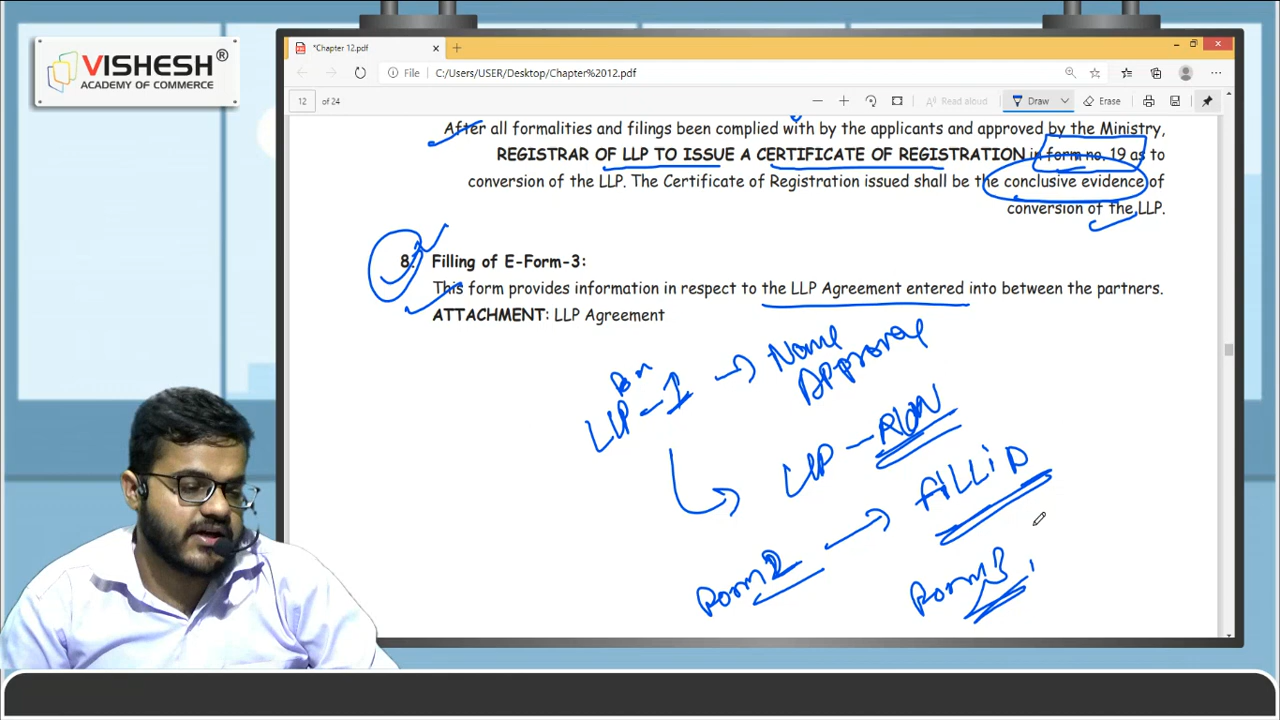 VISHESH®
ACADEMY OF COMMERCE
*Chapter 12.pdf
File
C:/Users/USER/Desktop/Chapter%2012.pdf
12 of 24
Read aloud
Draw
Erase
After all formalities and filings been complied with by the applicants and approved by the Ministry,
REGISTRAR OF LLP TO ISSUE A CERTIFICATE OF REGISTRATION in form no. 19 as to
conversion of the LLP. The Certificate of Registration issued shall be the conclusive evidence of
conversion of the LLP.
8. Filling of E-Form-3:
This form provides information in respect to the LLP Agreement entered into between the partners.
ATTACHMENT: LLP Agreement
LLP - 1 → Name
Approval
LLP - RUN
Form 2 → FiLLiP
Form 3